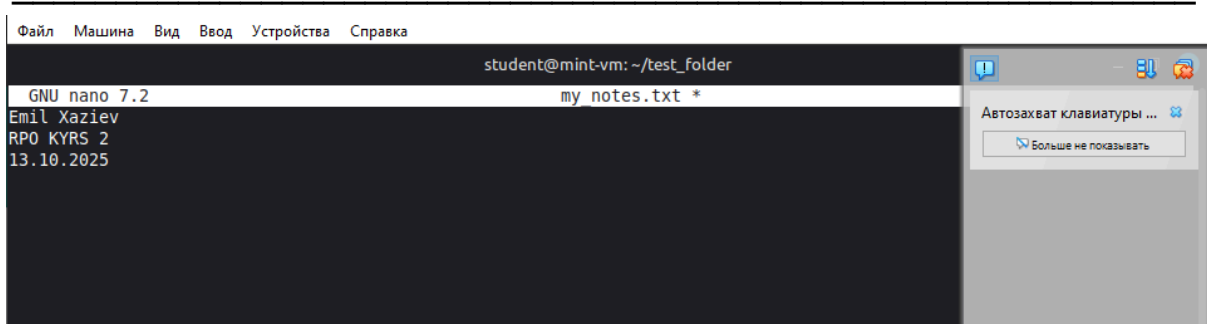 Файл Машина Вид Ввод Устройства Справка
student@mint-vm: ~/test_folder
GNU nano 7.2 my_notes.txt *
Emil Xaziev
RPO KYRS 2
13.10.2025
Автозахват клавиатуры ...
Больше не показывать